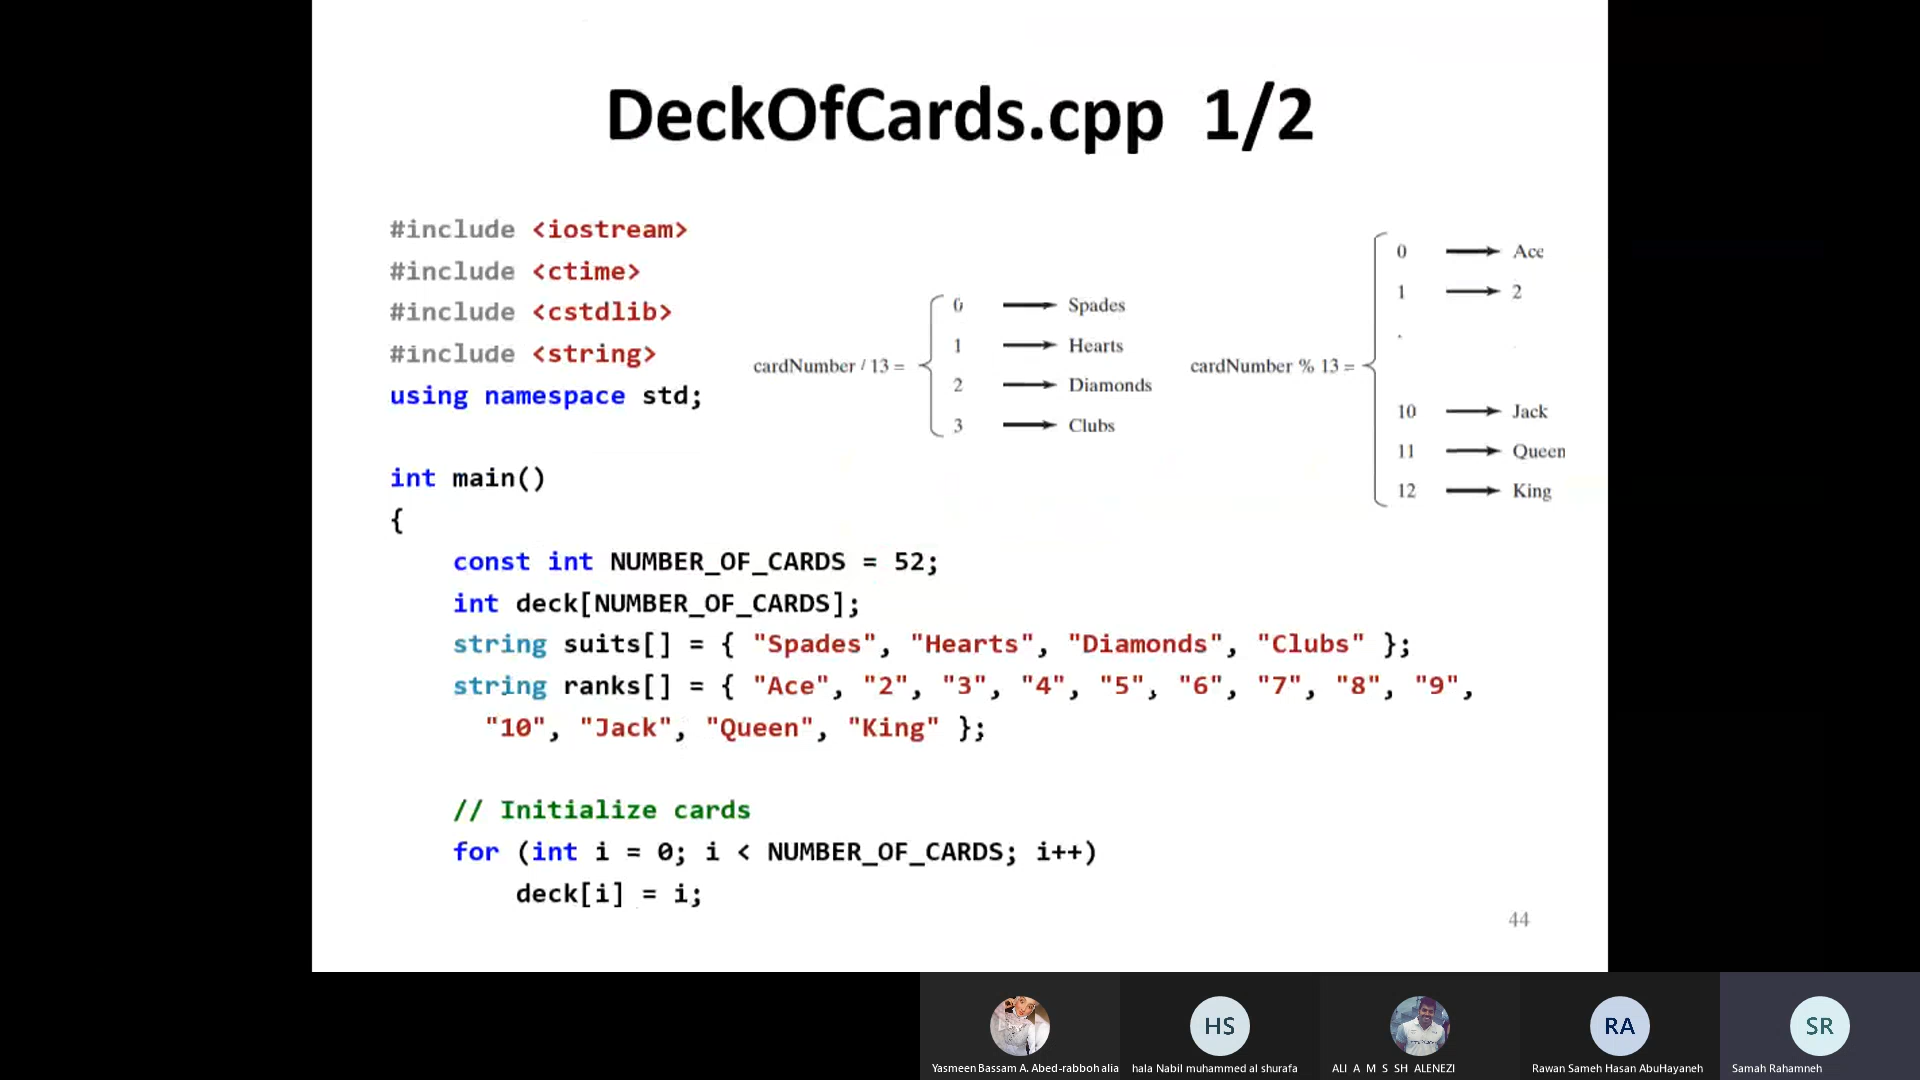 DeckOfCards.cpp 1/2
#include <iostream>
#include <ctime>
#include <cstdlib>
#include <string>
using namespace std;
cardNumber / 13 =
0 Spades
1 Hearts
2 Diamonds
3 Clubs
cardNumber % 13 =
0 Ace
1 2
.
10 Jack
11 Queen
12 King
int main()
{
const int NUMBER_OF_CARDS = 52;
int deck[NUMBER_OF_CARDS];
string suits[] = { "Spades", "Hearts", "Diamonds", "Clubs" };
string ranks[] = { "Ace", "2", "3", "4", "5", "6", "7", "8", "9",
"10", "Jack", "Queen", "King" };
// Initialize cards
for (int i = 0; i < NUMBER_OF_CARDS; i++)
deck[i] = i;
44
HS
RA
SR
Yasmeen Bassam A. Abed-rabboh alia
hala Nabil muhammed al shurafa
ALI A M S SH ALENEZI
Rawan Sameh Hasan AbuHayaneh
Samah Rahamneh